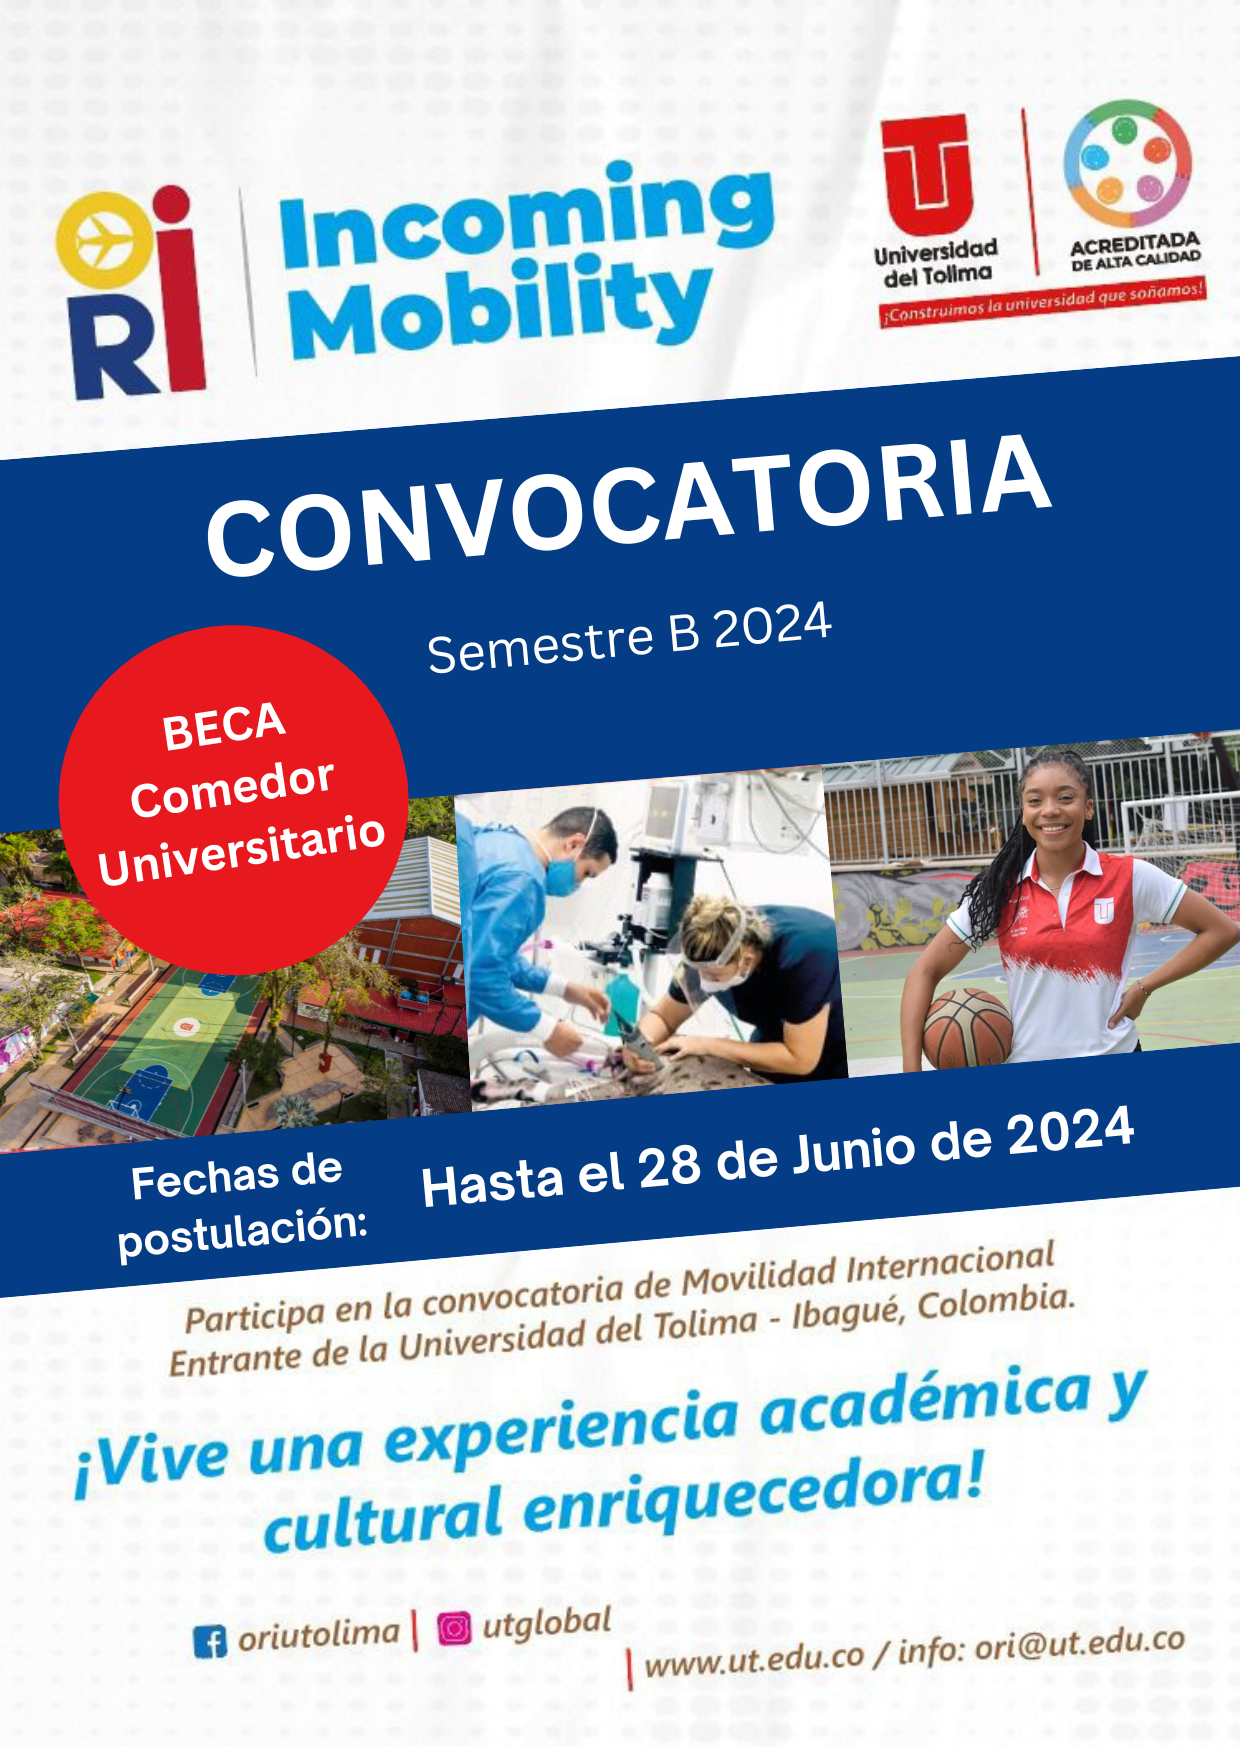 ORI
Incoming
Mobility
Universidad
del Tolima
ACREDITADA
DE ALTA CALIDAD
¡Construimos la universidad que soñamos!
CONVOCATORIA
Semestre B 2024
BECA
Comedor
Universitario
Fechas de
postulación:
Hasta el 28 de Junio de 2024
Participa en la convocatoria de Movilidad Internacional
Entrante de la Universidad del Tolima - Ibagué, Colombia.
¡Vive una experiencia académica y
cultural enriquecedora!
oriutolima
utglobal
www.ut.edu.co / info: ori@ut.edu.co